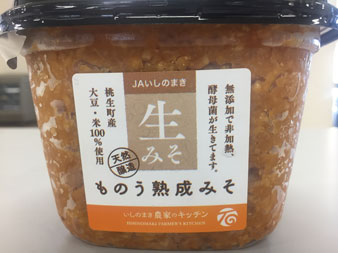 JAいしのまき
無添加で非加熱。
酵母菌が生きてます。
生
みそ
桃生町産
大豆・米100%使用
天然
醸造
ものう熟成みそ
いしのまき農家のキッチン
ISHINOMAKI FARMER'S KITCHEN